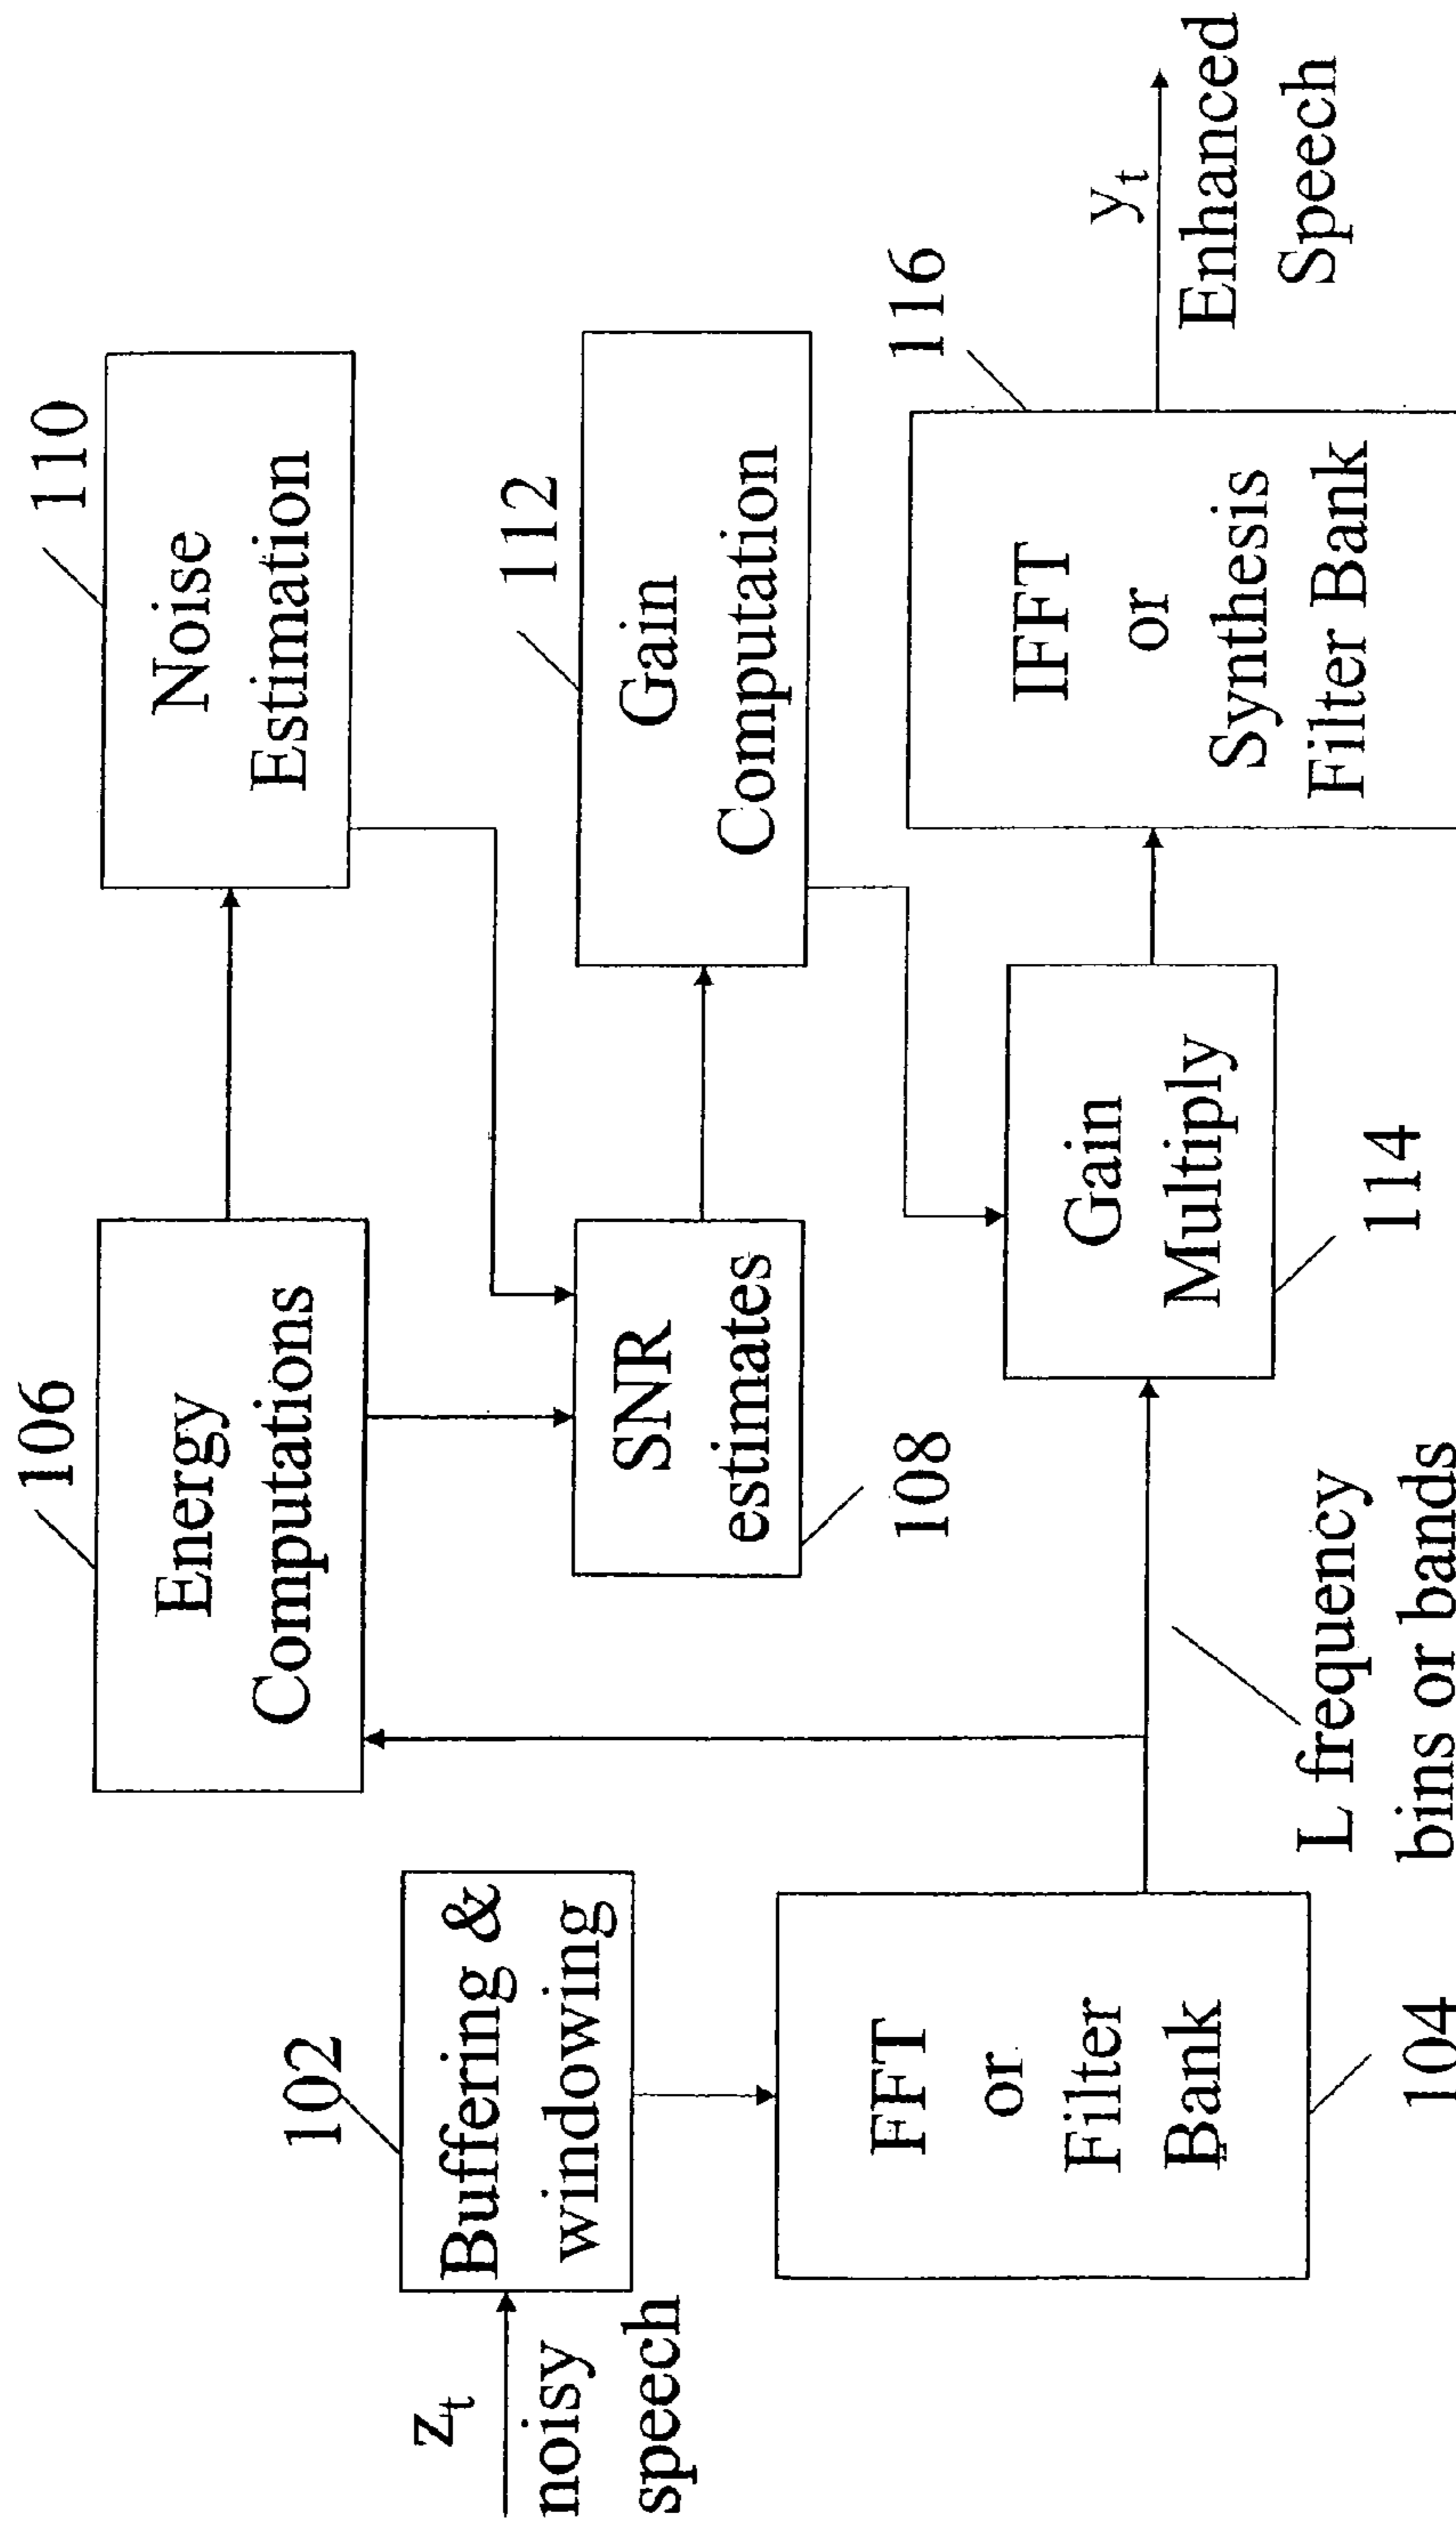 z_t
noisy
speech
102
Buffering &
windowing
FFT
or
Filter
Bank
104
106
Energy
Computations
110
Noise
Estimation
SNR
estimates
108
112
Gain
Computation
L frequency
bins or bands
Gain
Multiply
114
116
IFFT
or
Synthesis
Filter Bank
y_t
Enhanced
Speech